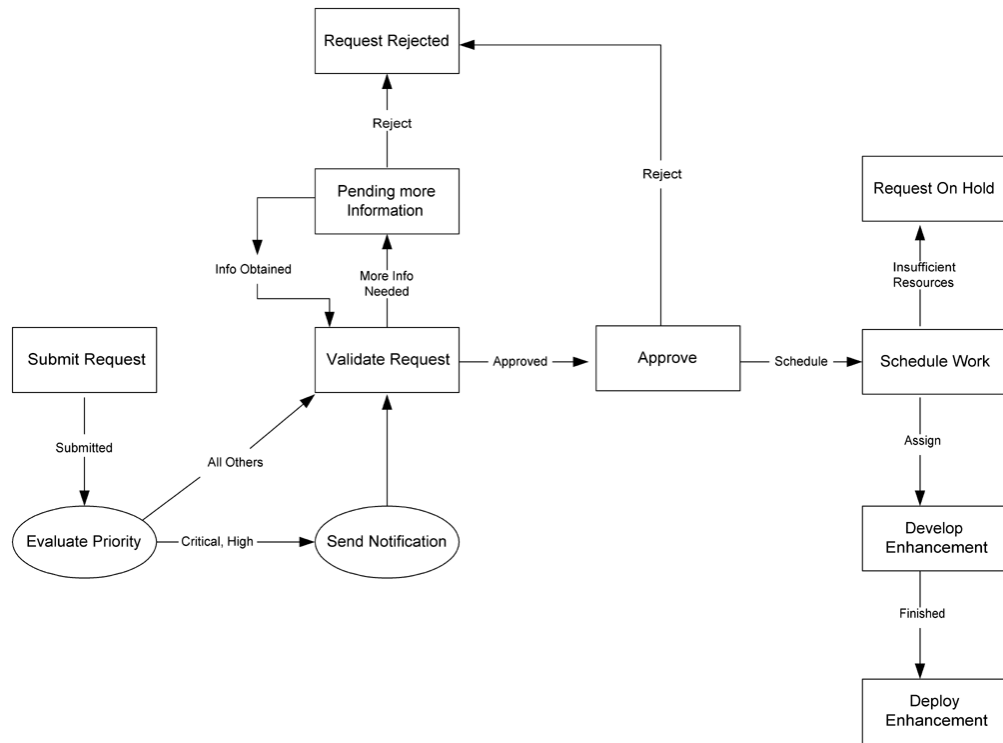 Request Rejected
Reject
Pending more
Information
Reject
Request On Hold
Info Obtained
More Info
Needed
Insufficient
Resources
Submit Request
Validate Request
Approved
Approve
Schedule
Schedule Work
Submitted
All Others
Assign
Evaluate Priority
Critical, High
Send Notification
Develop
Enhancement
Finished
Deploy
Enhancement